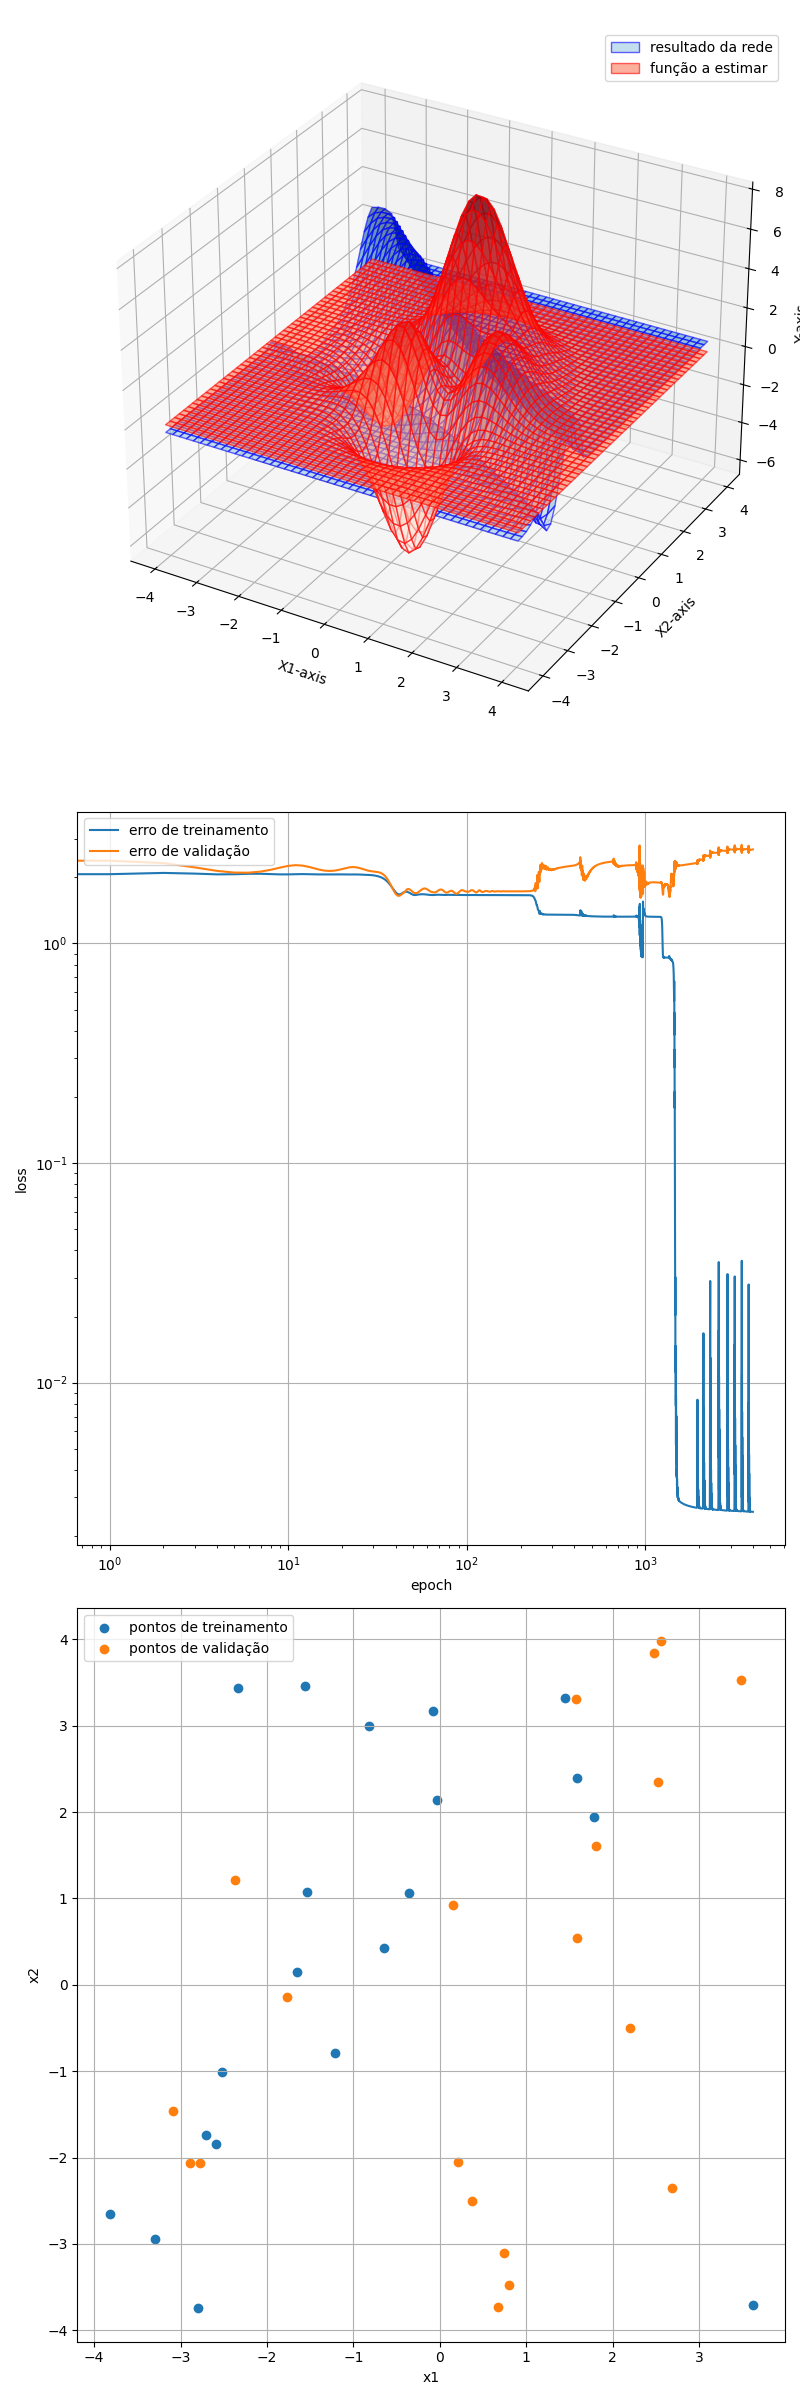 resultado da rede
função a estimar
8
6
4
2
0
−2
−4
−6
−4
−3
−2
−1
0
1
2
3
4
X1-axis
−4
−3
−2
−1
0
1
2
3
4
X2-axis
erro de treinamento
erro de validação
10⁰
10⁻¹
10⁻²
loss
10⁰ 10¹ 10² 10³
epoch
pontos de treinamento
pontos de validação
4
3
2
1
0
−1
−2
−3
−4
x2
−4 −3 −2 −1 0 1 2 3
x1